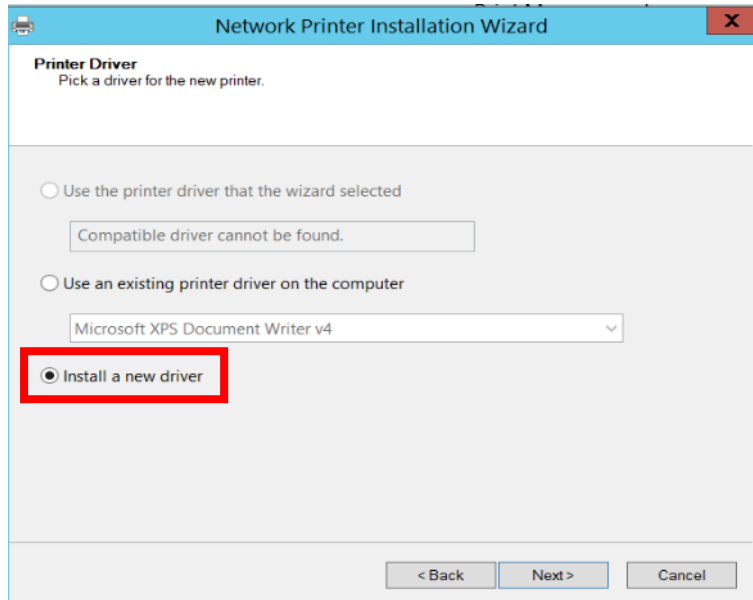 Network Printer Installation Wizard
X
Printer Driver
Pick a driver for the new printer.
Use the printer driver that the wizard selected
Compatible driver cannot be found.
Use an existing printer driver on the computer
Microsoft XPS Document Writer v4
Install a new driver
< Back Next > Cancel